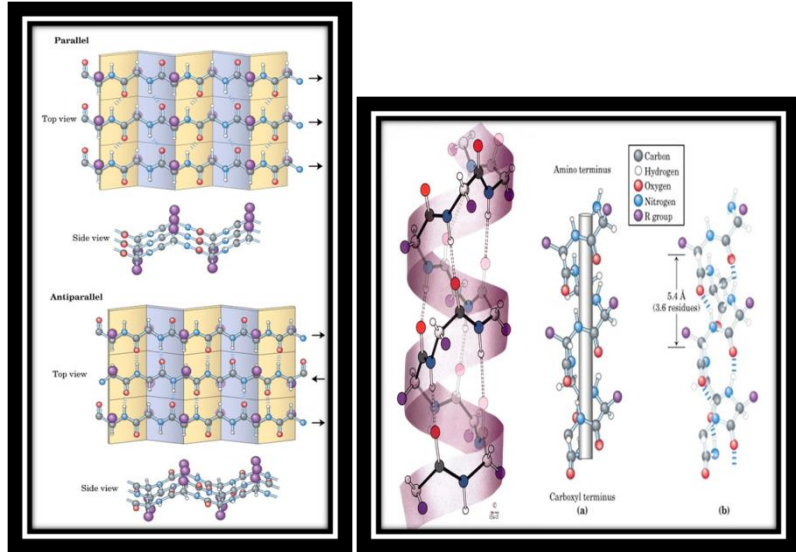 Parallel
Top view
Side view
Antiparallel
Top view
Side view
Amino terminus
Carbon
Hydrogen
Oxygen
Nitrogen
R group
5.4 Å
(3.6 residues)
Carboxyl terminus
(a)
(b)